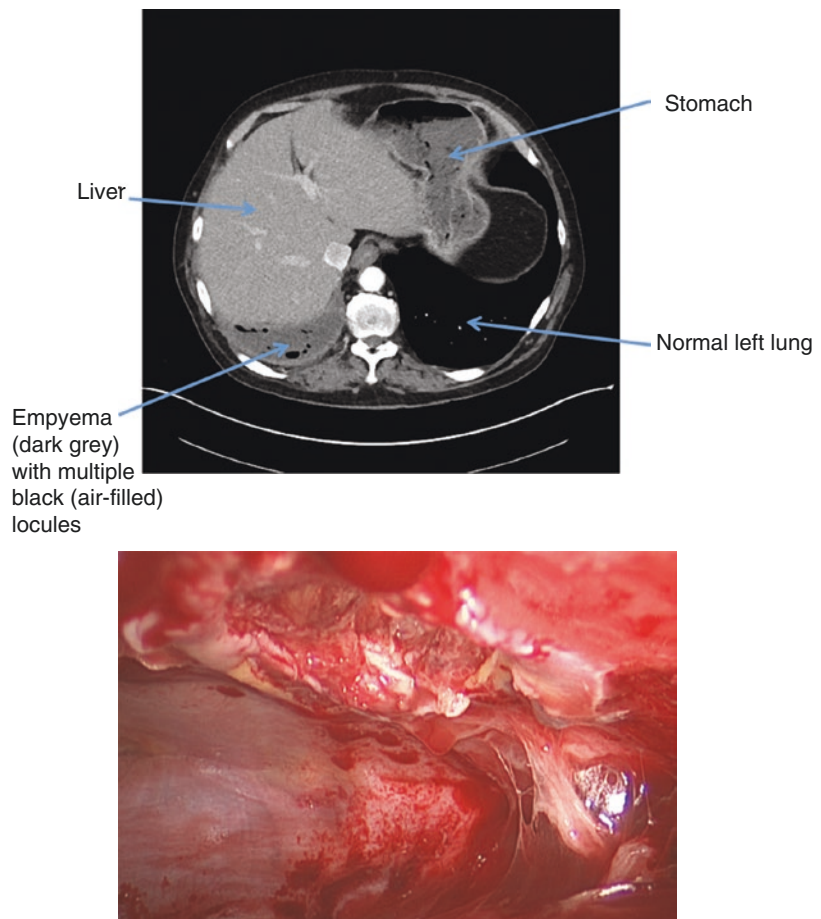 Stomach
Liver
Normal left lung
Empyema
(dark grey)
with multiple
black (air-filled)
locules